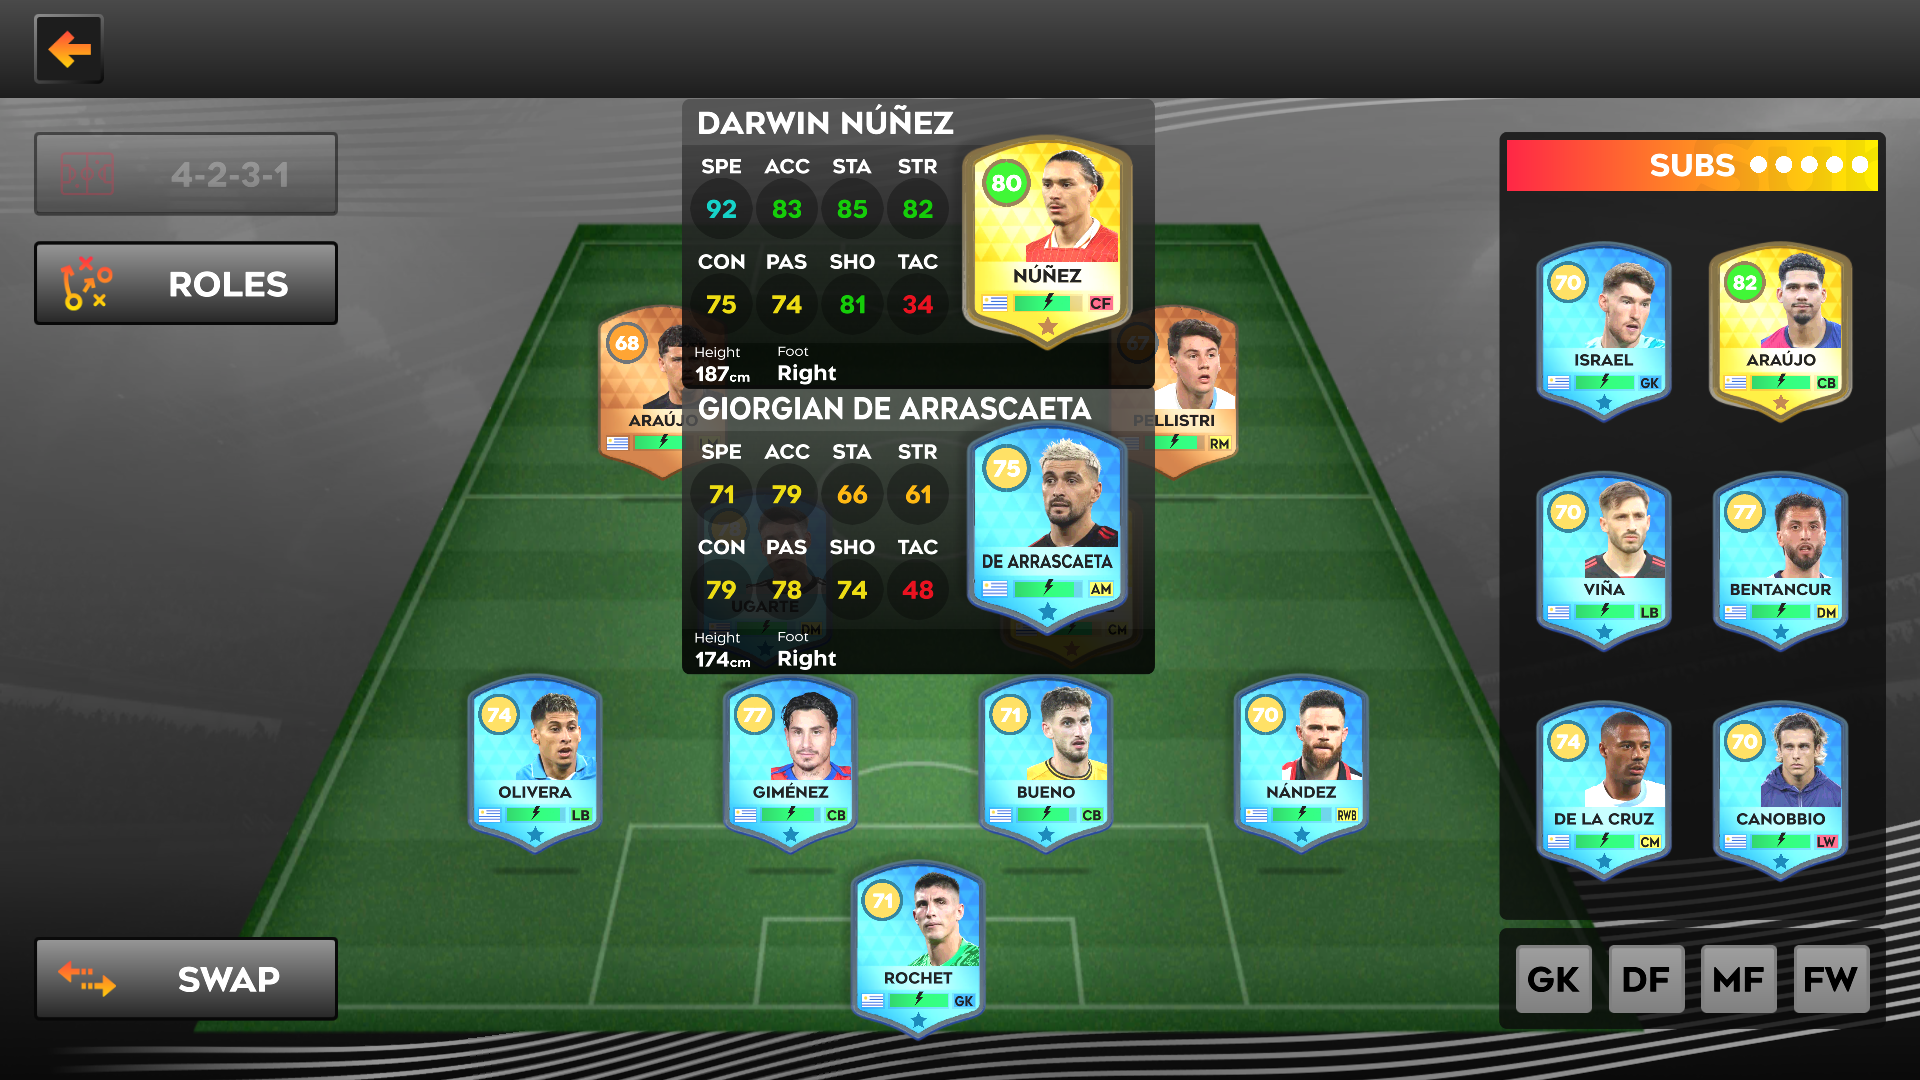 4-2-3-1
ROLES
SWAP
DARWIN NÚÑEZ
SPE ACC STA STR
92 83 85 82
CON PAS SHO TAC
75 74 81 34
Height Foot
187cm Right
80
NÚÑEZ
CF
GIORGIAN DE ARRASCAETA
SPE ACC STA STR
71 79 66 61
CON PAS SHO TAC
79 78 74 48
Height Foot
174cm Right
75
DE ARRASCAETA
AM
68
ARAÚJO
67
PELLISTRI
RM
UGARTE
DM
CM
74
OLIVERA
LB
77
GIMÉNEZ
CB
71
BUENO
CB
70
NÁNDEZ
RWB
71
ROCHET
GK
SUBS
70
ISRAEL
GK
82
ARAÚJO
CB
70
VIÑA
LB
77
BENTANCUR
DM
74
DE LA CRUZ
CM
70
CANOBBIO
LW
GK DF MF FW